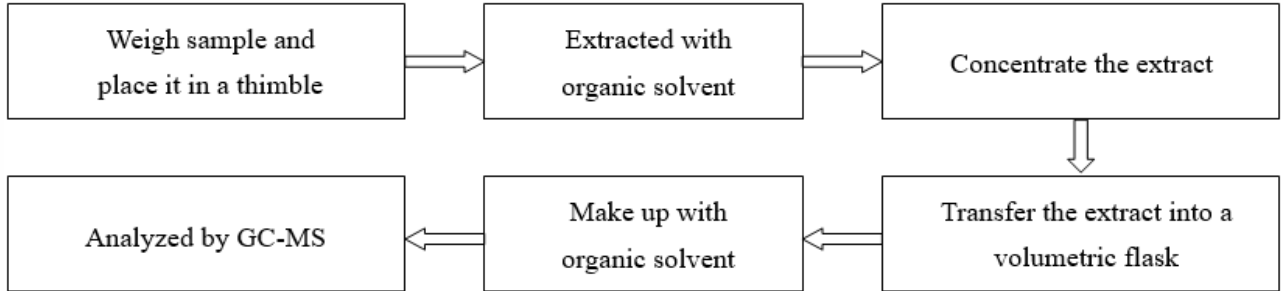 Weigh sample and
place it in a thimble
Extracted with
organic solvent
Concentrate the extract
Transfer the extract into a
volumetric flask
Make up with
organic solvent
Analyzed by GC-MS